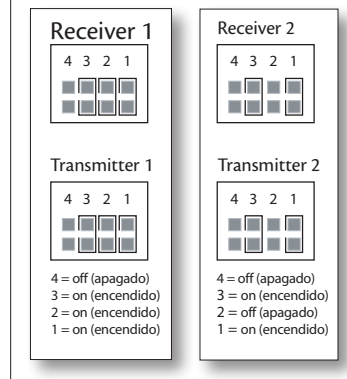 Receiver 1
4 3 2 1
Transmitter 1
4 3 2 1
4 = off (apagado)
3 = on (encendido)
2 = on (encendido)
1 = on (encendido)
Receiver 2
4 3 2 1
Transmitter 2
4 3 2 1
4 = off (apagado)
3 = on (encendido)
2 = off (apagado)
1 = on (encendido)